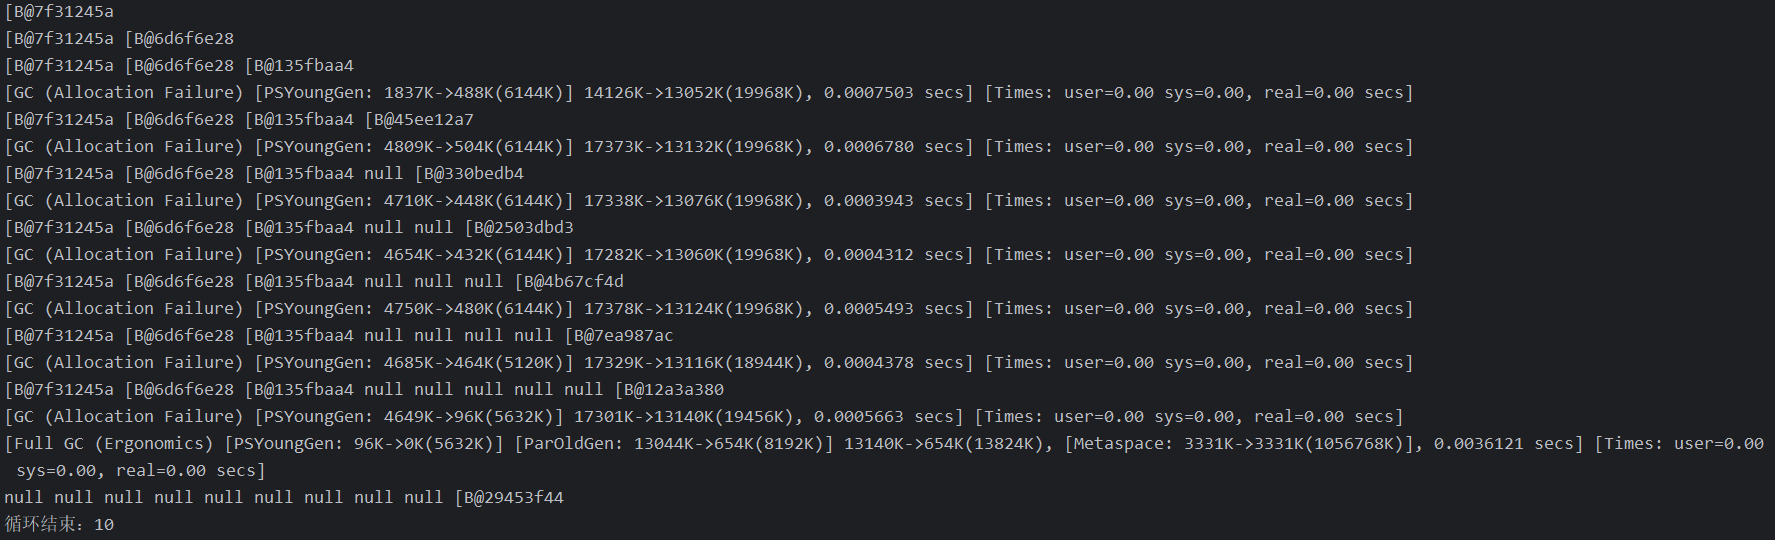 [B@7f31245a
[B@7f31245a [B@6d6f6e28
[B@7f31245a [B@6d6f6e28 [B@135fbaa4
[GC (Allocation Failure) [PSYoungGen: 1837K->488K(6144K)] 14126K->13052K(19968K), 0.0007503 secs] [Times: user=0.00 sys=0.00, real=0.00 secs]
[B@7f31245a [B@6d6f6e28 [B@135fbaa4 [B@45ee12a7
[GC (Allocation Failure) [PSYoungGen: 4809K->504K(6144K)] 17373K->13132K(19968K), 0.0006780 secs] [Times: user=0.00 sys=0.00, real=0.00 secs]
[B@7f31245a [B@6d6f6e28 [B@135fbaa4 null [B@330bedb4
[GC (Allocation Failure) [PSYoungGen: 4710K->448K(6144K)] 17338K->13076K(19968K), 0.0003943 secs] [Times: user=0.00 sys=0.00, real=0.00 secs]
[B@7f31245a [B@6d6f6e28 [B@135fbaa4 null null [B@2503dbd3
[GC (Allocation Failure) [PSYoungGen: 4654K->432K(6144K)] 17282K->13060K(19968K), 0.0004312 secs] [Times: user=0.00 sys=0.00, real=0.00 secs]
[B@7f31245a [B@6d6f6e28 [B@135fbaa4 null null null [B@4b67cf4d
[GC (Allocation Failure) [PSYoungGen: 4750K->480K(6144K)] 17378K->13124K(19968K), 0.0005493 secs] [Times: user=0.00 sys=0.00, real=0.00 secs]
[B@7f31245a [B@6d6f6e28 [B@135fbaa4 null null null null [B@7ea987ac
[GC (Allocation Failure) [PSYoungGen: 4685K->464K(5120K)] 17329K->13116K(18944K), 0.0004378 secs] [Times: user=0.00 sys=0.00, real=0.00 secs]
[B@7f31245a [B@6d6f6e28 [B@135fbaa4 null null null null null [B@12a3a380
[GC (Allocation Failure) [PSYoungGen: 4649K->96K(5632K)] 17301K->13140K(19456K), 0.0005663 secs] [Times: user=0.00 sys=0.00, real=0.00 secs]
[Full GC (Ergonomics) [PSYoungGen: 96K->0K(5632K)] [ParOldGen: 13044K->654K(8192K)] 13140K->654K(13824K), [Metaspace: 3331K->3331K(1056768K)], 0.0036121 secs] [Times: user=0.00
sys=0.00, real=0.00 secs]
null null null null null null null null null [B@29453f44
循环结束：10